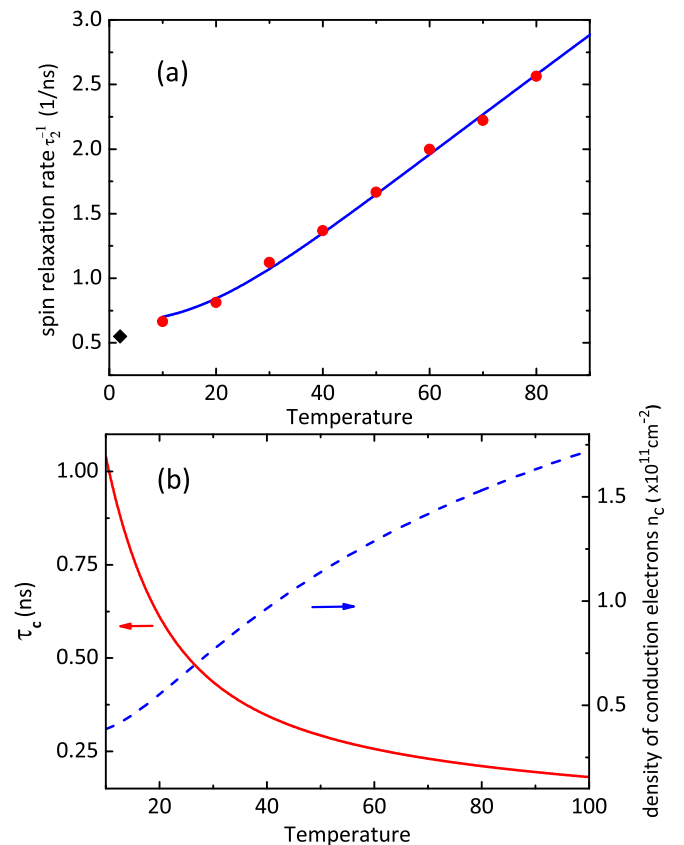 3.0
2.5
2.0
1.5
1.0
0.5
(a)
spin relaxation rate τ₂⁻¹ (1/ns)
0 20 40 60 80
Temperature
1.00
0.75
0.50
0.25
(b)
τc (ns)
1.5
1.0
0.5
density of conduction electrons nc ( x10¹¹cm⁻²)
20 40 60 80 100
Temperature